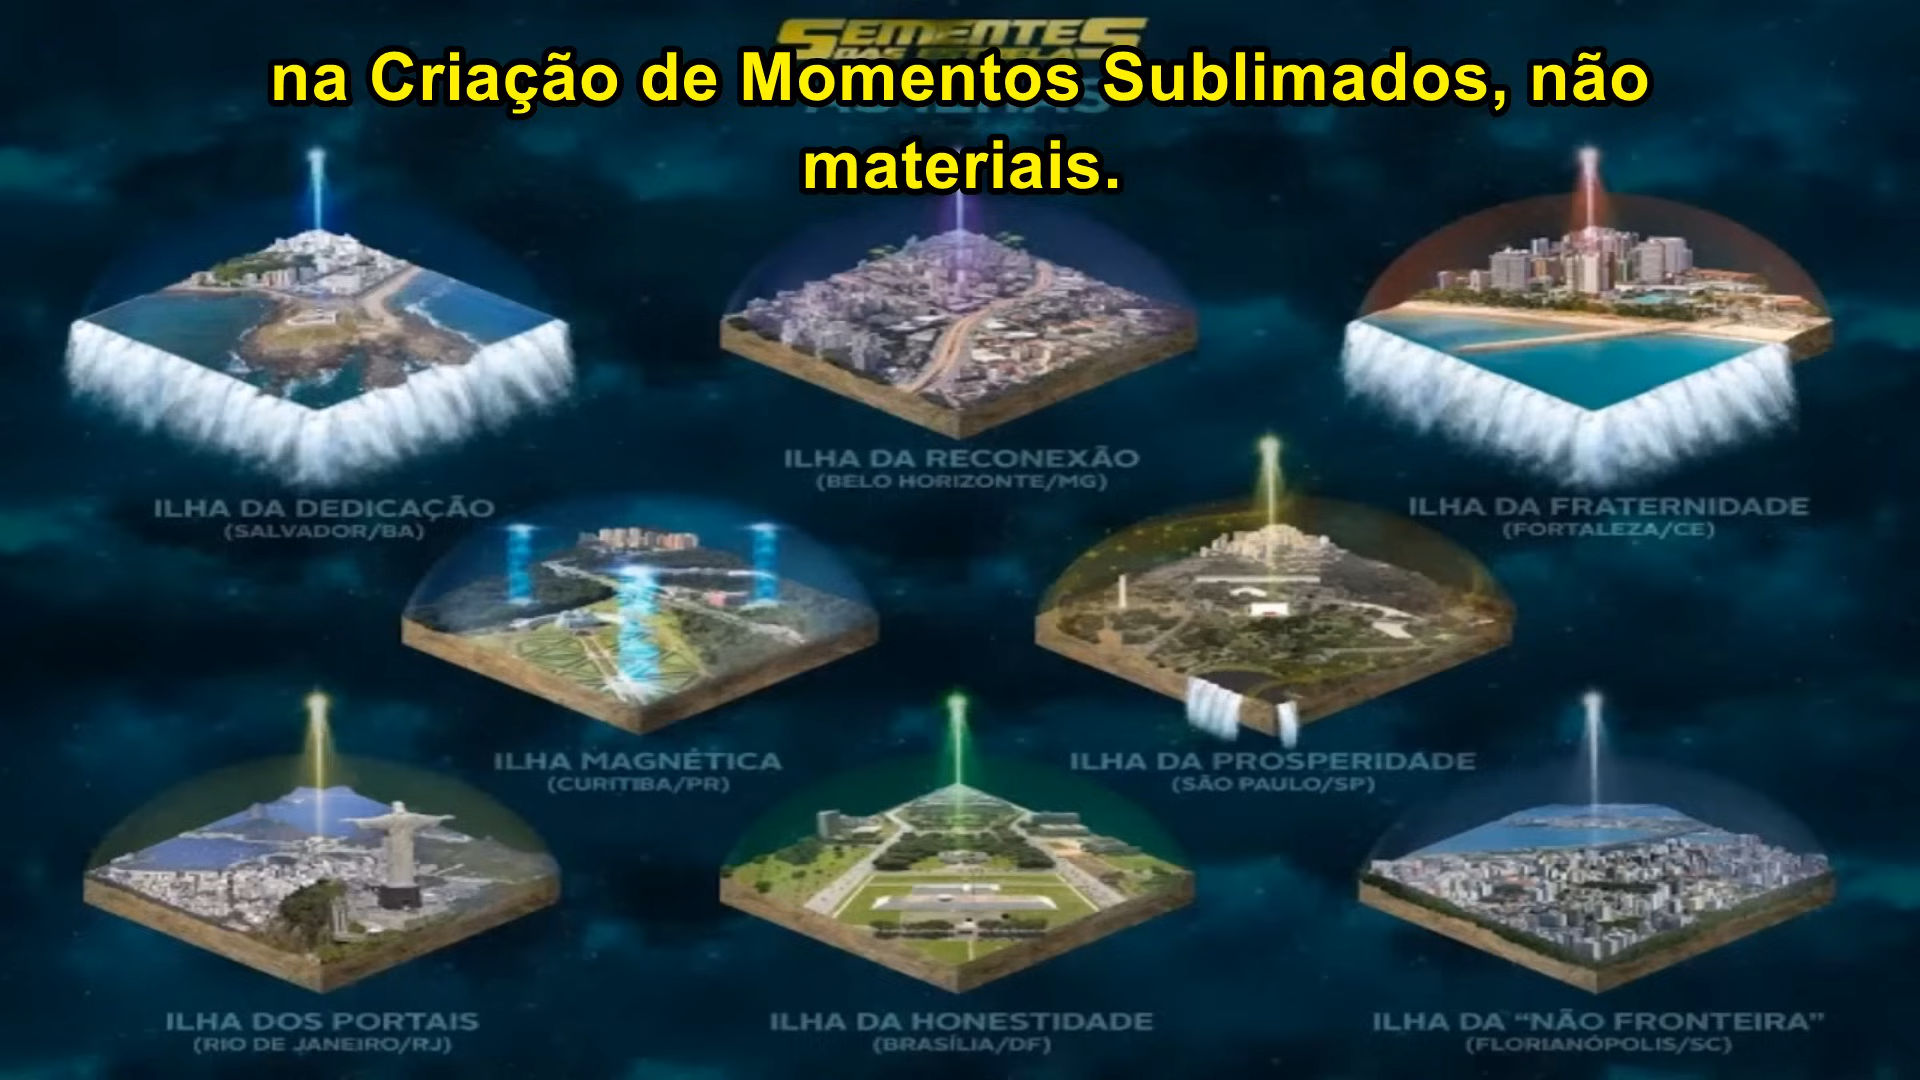 SEMENTES
DAS ESTRELAS
na Criação de Momentos Sublimados, não
materiais.
ILHA DA RECONEXÃO
(BELO HORIZONTE/MG)
ILHA DA DEDICAÇÃO
(SALVADOR/BA)
ILHA DA FRATERNIDADE
(FORTALEZA/CE)
ILHA MAGNÉTICA
(CURITIBA/PR)
ILHA DA PROSPERIDADE
(SÃO PAULO/SP)
ILHA DOS PORTAIS
(RIO DE JANEIRO/RJ)
ILHA DA HONESTIDADE
(BRASÍLIA/DF)
ILHA DA “NÃO FRONTEIRA”
(FLORIANÓPOLIS/SC)